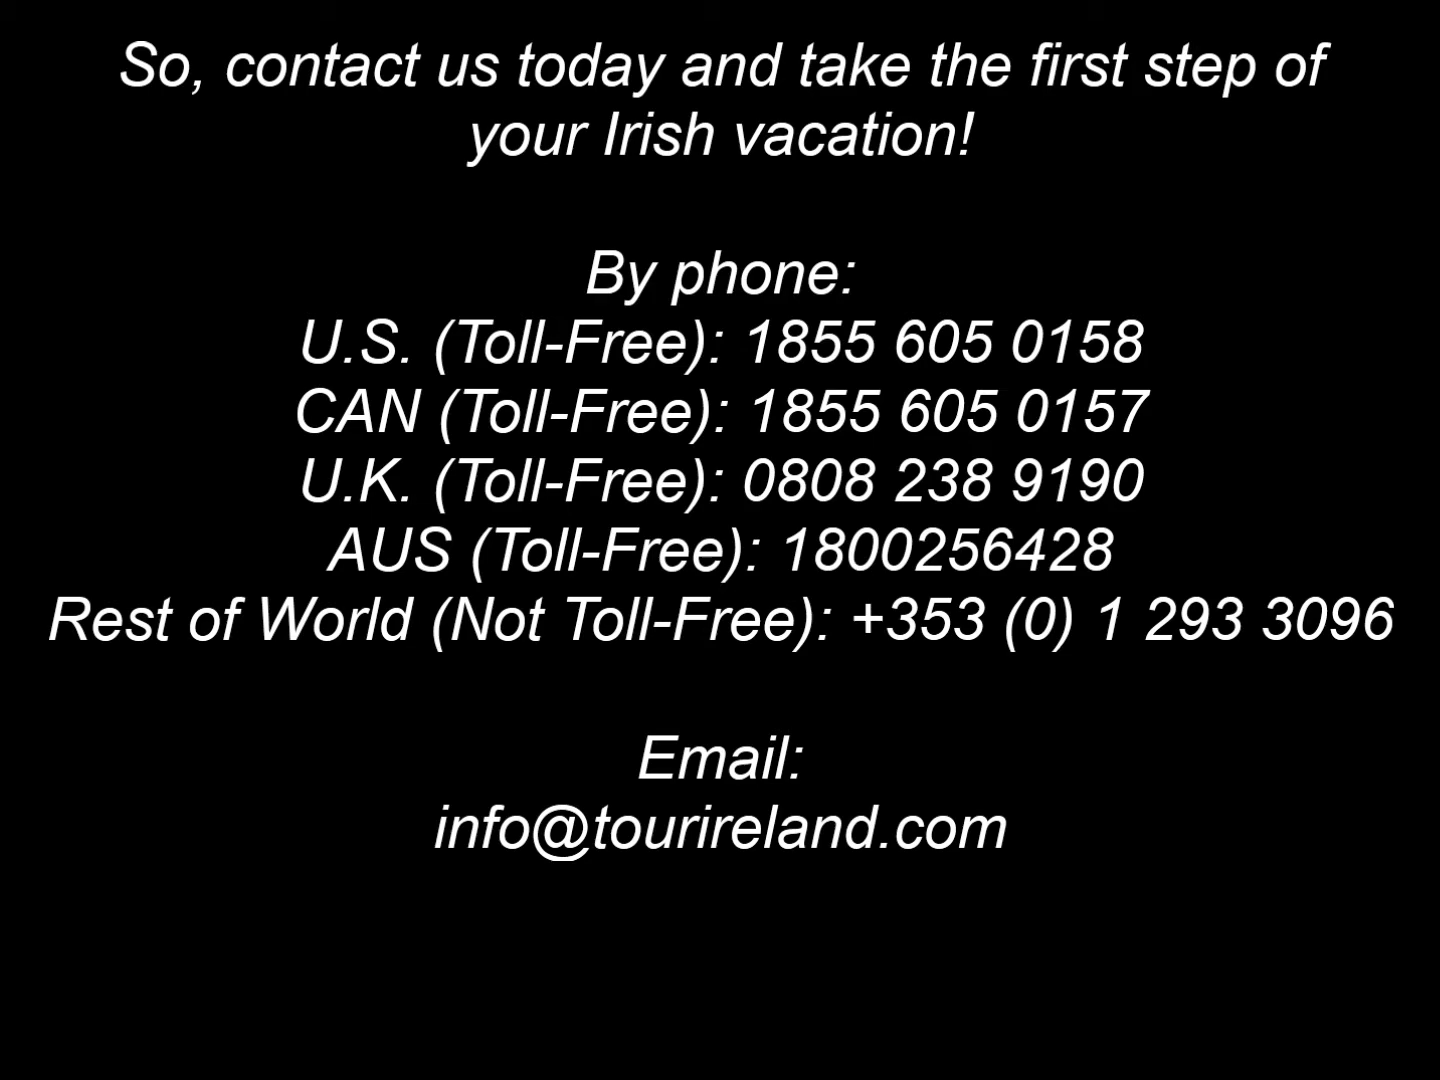 So, contact us today and take the first step of
your Irish vacation!
By phone:
U.S. (Toll-Free): 1855 605 0158
CAN (Toll-Free): 1855 605 0157
U.K. (Toll-Free): 0808 238 9190
AUS (Toll-Free): 1800256428
Rest of World (Not Toll-Free): +353 (0) 1 293 3096
Email:
info@tourireland.com